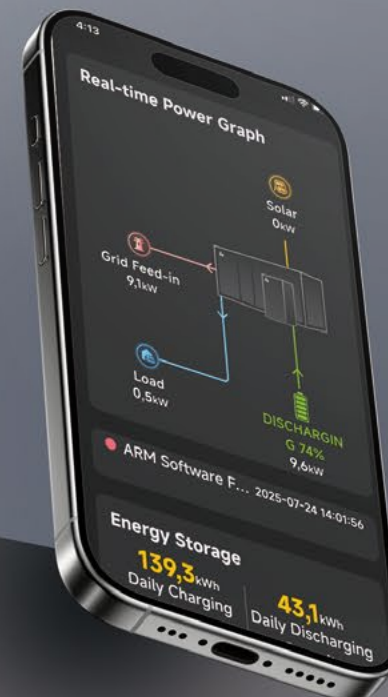 4:13
Real-time Power Graph
Solar
0kW
Grid Feed-in
9,1kW
Load
0,5kW
DISCHARGIN
G 74%
9,6kW
ARM Software F... 2025-07-24 14:01:56
Energy Storage
139,3kWh
Daily Charging
43,1kWh
Daily Discharging